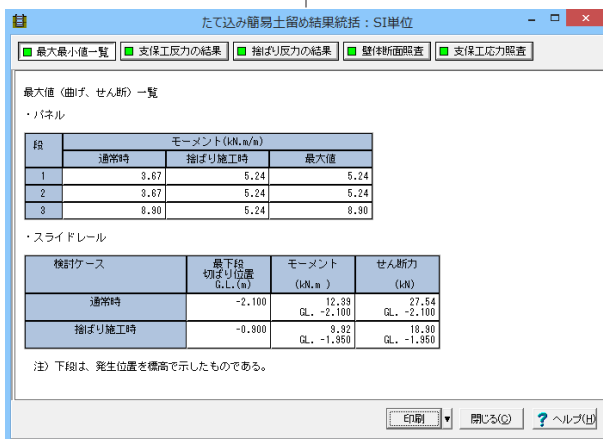 たて込み簡易土留め結果統括：SI単位
最大最小値一覧 支保工反力の結果 捨ばり反力の結果 壁体断面照査 支保工応力照査
最大値（曲げ、せん断）一覧
・パネル
段 モーメント(kN.m/m)
通常時 捨ばり施工時 最大値
1 3.67 5.24 5.24
2 3.67 5.24 5.24
3 8.90 5.24 8.90
・スライドレール
検討ケース 最下段 モーメント せん断力
切ばり位置
G.L.(m) (kN.m ) (kN)
通常時 -2.100 12.39 27.54
GL. -2.100 GL. -2.100
捨ばり施工時 -0.900 9.92 18.90
GL. -1.950 GL. -1.950
注）下段は、発生位置を標高で示したものである。
印刷 閉じる(C) ? ヘルプ(H)